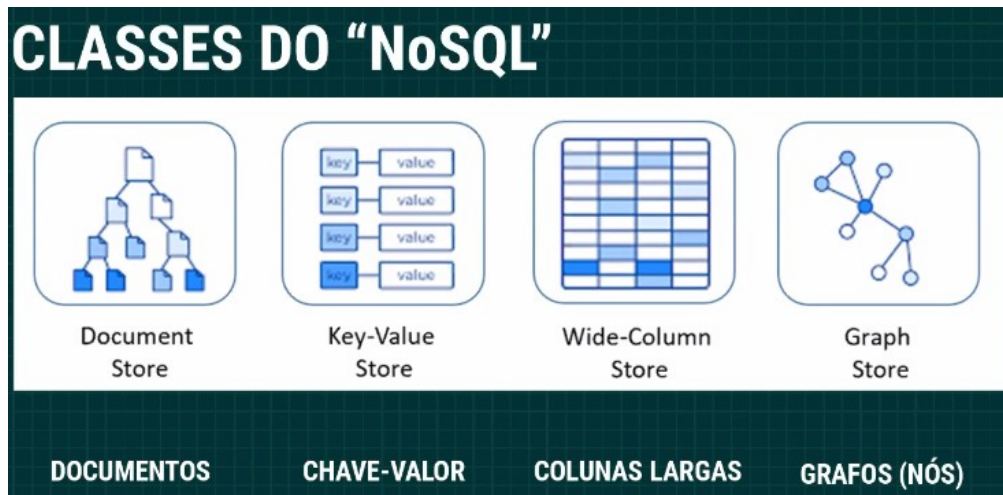 CLASSES DO “NoSQL”
key value
key value
key value
key value
Document Store
Key-Value Store
Wide-Column Store
Graph Store
DOCUMENTOS
CHAVE-VALOR
COLUNAS LARGAS
GRAFOS (NÓS)